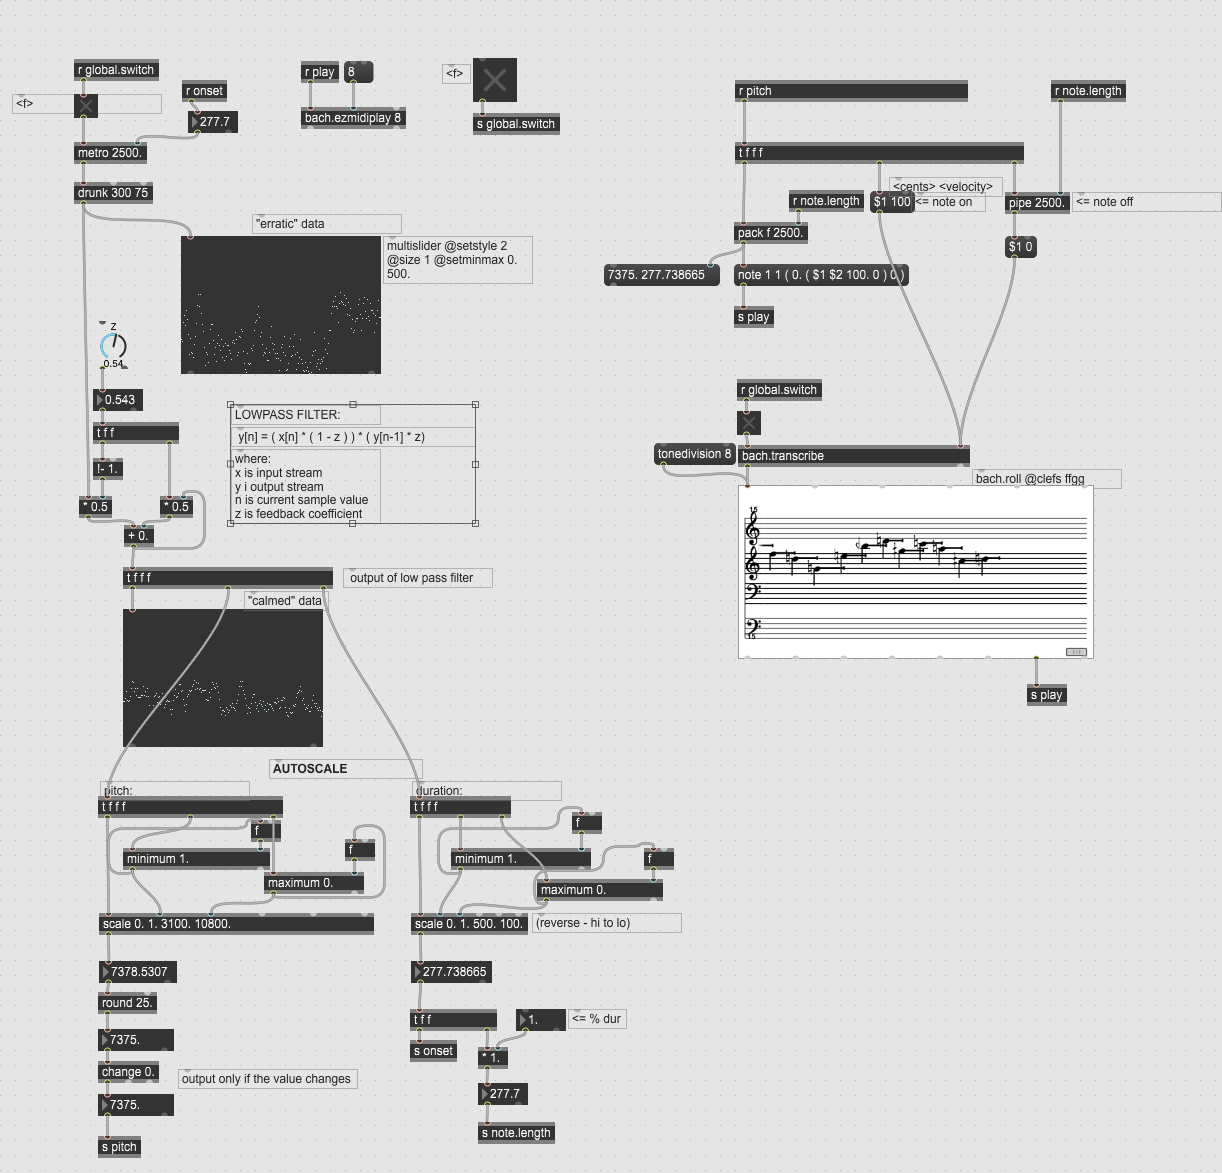 r global.switch
<f>
r onset
277.7
metro 2500.
drunk 300 75
r play
8
bach.ezmidiplay 8
<f>
s global.switch
"erratic" data
multislider @setstyle 2
@size 1 @setminmax 0.
500.
z
0.54
0.543
t f f
!- 1.
* 0.5
* 0.5
+ 0.
LOWPASS FILTER:
y[n] = ( x[n] * ( 1 - z ) ) * ( y[n-1] * z)
where:
x is input stream
y i output stream
n is current sample value
z is feedback coefficient
t f f f
output of low pass filter
"calmed" data
AUTOSCALE
pitch:
t f f f
f
minimum 1.
f
maximum 0.
scale 0. 1. 3100. 10800.
7378.5307
round 25.
7375.
change 0.
output only if the value changes
7375.
s pitch
duration:
t f f f
f
minimum 1.
f
maximum 0.
scale 0. 1. 500. 100.
(reverse - hi to lo)
277.738665
t f f
1.
<= % dur
s onset
* 1.
277.7
s note.length
r pitch
r note.length
t f f f
<cents> <velocity>
r note.length
$1 100
<= note on
pipe 2500.
<= note off
pack f 2500.
$1 0
7375. 277.738665
note 1 1 ( 0. ( $1 $2 100. 0 ) 0 )
s play
r global.switch
tonedivision 8
bach.transcribe
bach.roll @clefs ffgg
15
15
s play